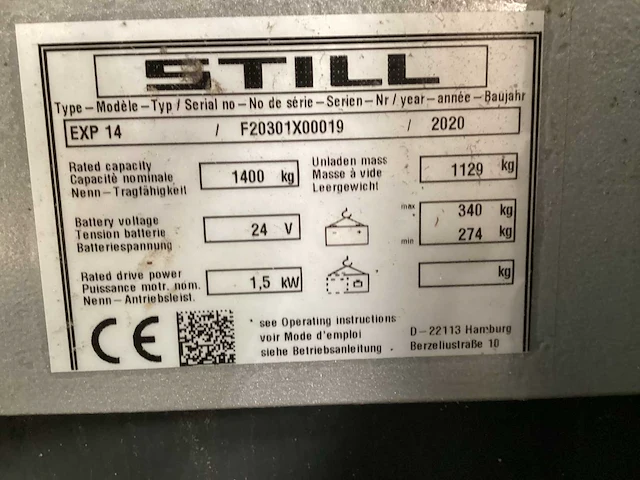 STILL
Type – Modèle – Typ / Serial no – No de série – Serien – Nr / year – année – Baujahr
EXP 14 / F20301X00019 / 2020
Rated capacity
Capacitè nominale
Nenn – Tragfähigkeit
1400 kg
Unladen mass
Masse à vide
Leergewicht
1129 kg
Battery voltage
Tension batterie
Batteriespannung
24 V
max 340 kg
min 274 kg
Rated drive power
Puissance motr. nom.
Nenn – Antriebsleist.
1,5 kW
kg
CE
see Operating instructions
voir Mode d'emploi
siehe Betriebsanleitung
D – 22113 Hamburg
Berzeliustraße 10